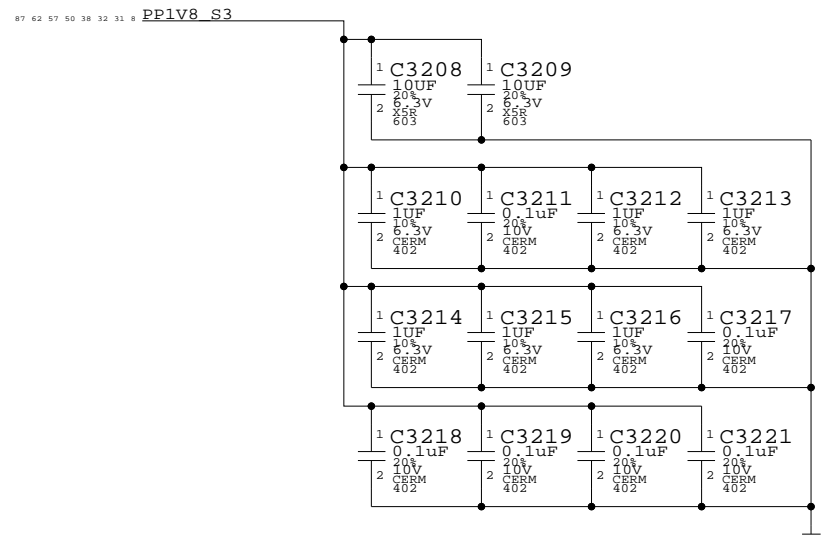 87 62 57 50 38 32 31 8 PP1V8_S3
1 C3208 10UF 20% 6.3V 2 X5R 603
1 C3209 10UF 20% 6.3V 2 X5R 603
1 C3210 1UF 10% 6.3V 2 CERM 402
1 C3211 0.1uF 20% 10V 2 CERM 402
1 C3212 1UF 10% 6.3V 2 CERM 402
1 C3213 1UF 10% 6.3V 2 CERM 402
1 C3214 1UF 10% 6.3V 2 CERM 402
1 C3215 1UF 10% 6.3V 2 CERM 402
1 C3216 1UF 10% 6.3V 2 CERM 402
1 C3217 0.1uF 20% 10V 2 CERM 402
1 C3218 0.1uF 20% 10V 2 CERM 402
1 C3219 0.1uF 20% 10V 2 CERM 402
1 C3220 0.1uF 20% 10V 2 CERM 402
1 C3221 0.1uF 20% 10V 2 CERM 402